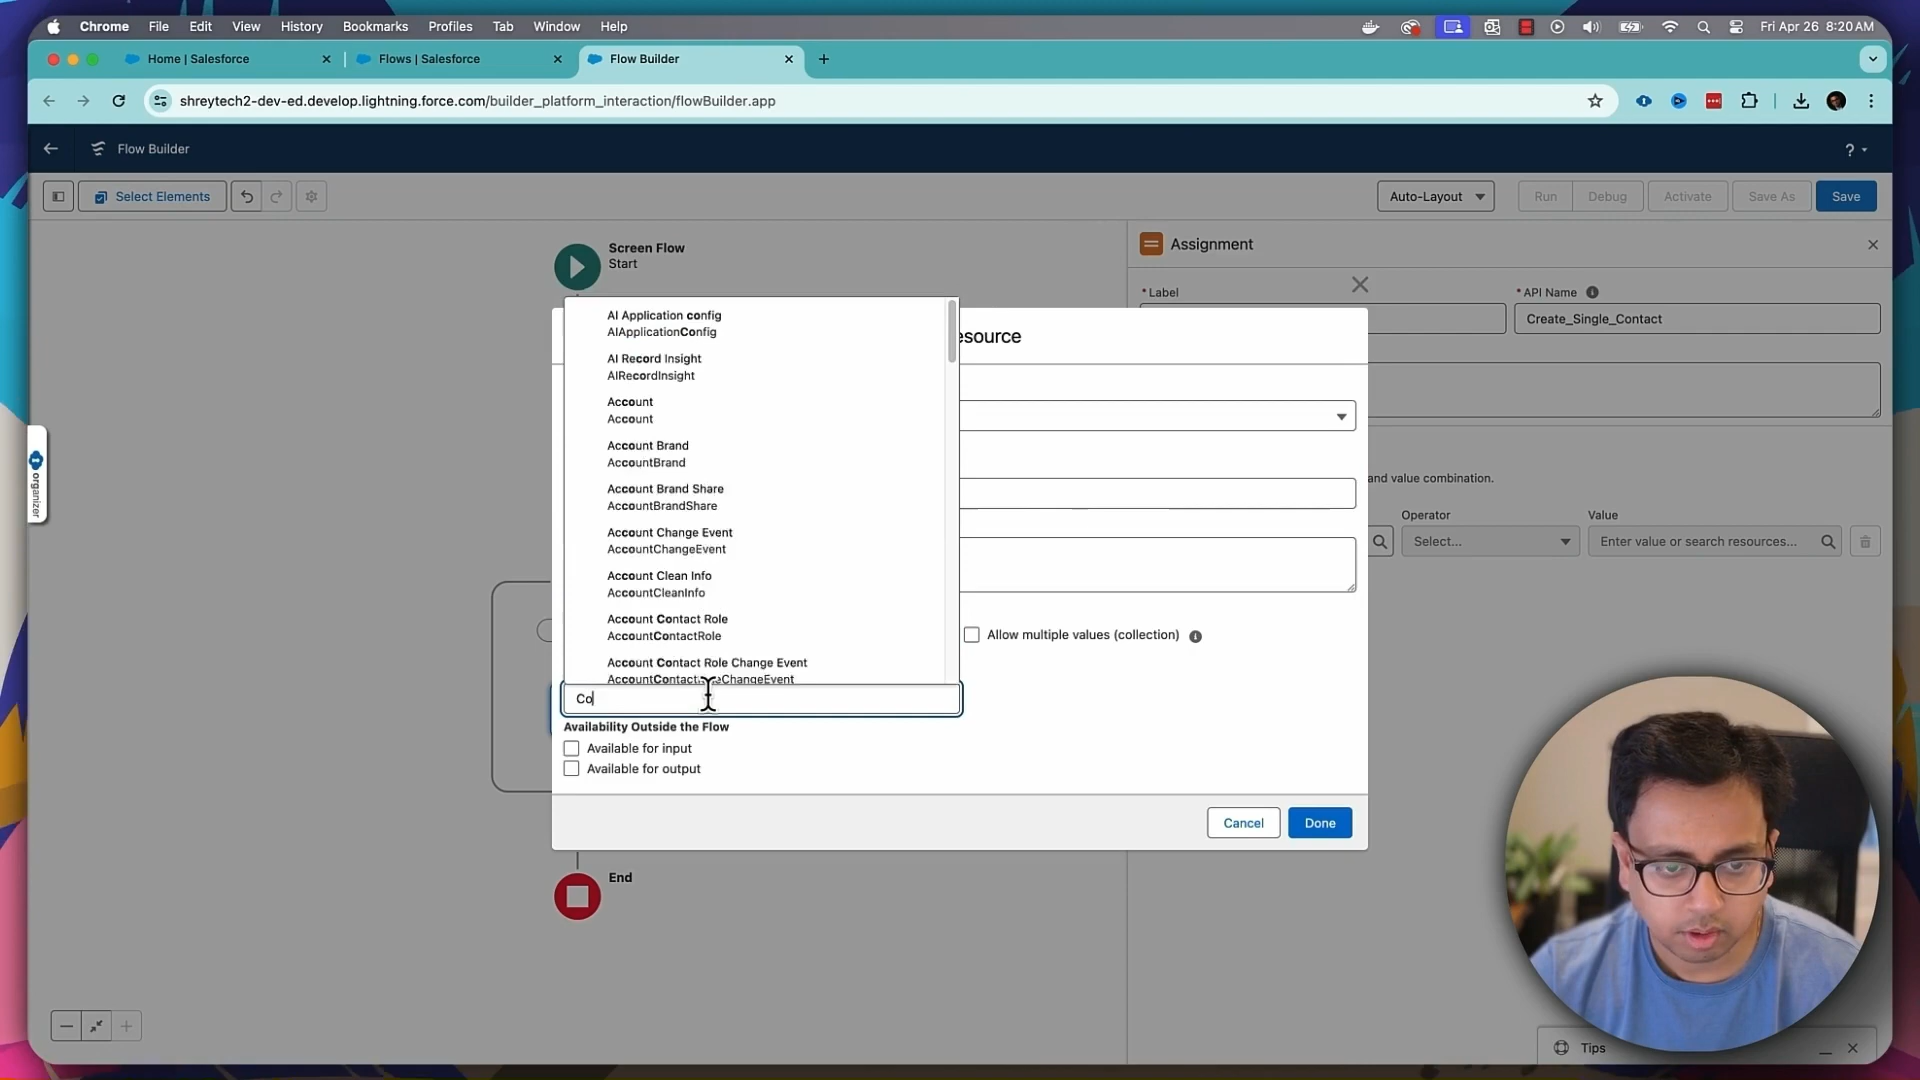 Chrome File Edit View History Bookmarks Profiles Tab Window Help Fri Apr 26 8:20 AM
Home | Salesforce Flows | Salesforce Flow Builder
shreytech2-dev-ed.develop.lightning.force.com/builder_platform_interaction/flowBuilder.app
Flow Builder ?
Select Elements Auto-Layout Run Debug Activate Save As Save
Screen Flow
Start
Assignment
* Label * API Name
Create_Single_Contact
esource
AI Application config
AIApplicationConfig
AI Record Insight
AIRecordInsight
Account
Account
Account Brand
AccountBrand
Account Brand Share
AccountBrandShare
Account Change Event
AccountChangeEvent
Account Clean Info
AccountCleanInfo
Account Contact Role
AccountContactRole
Account Contact Role Change Event
and value combination.
Operator Value
Select... Enter value or search resources...
Allow multiple values (collection)
Co
Availability Outside the Flow
Available for input
Available for output
Cancel Done
End
organizer
Tips